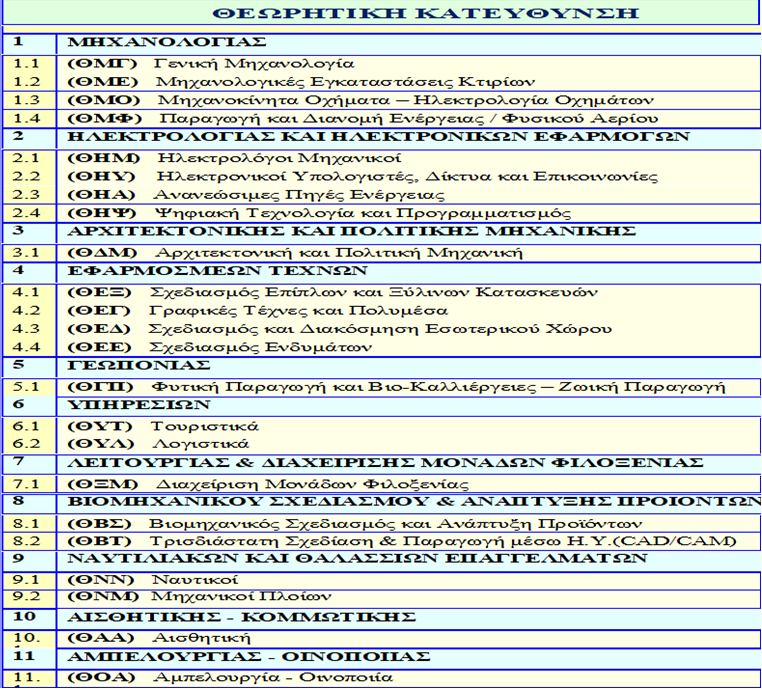 ΘΕΩΡΗΤΙΚΗ ΚΑΤΕΥΘΥΝΣΗ
1 ΜΗΧΑΝΟΛΟΓΙΑΣ
1.1 (ΘΜΓ) Γενική Μηχανολογία
1.2 (ΘΜΕ) Μηχανολογικές Εγκαταστάσεις Κτιρίων
1.3 (ΘΜΟ) Μηχανοκίνητα Οχήματα – Ηλεκτρολογία Οχημάτων
1.4 (ΘΜΦ) Παραγωγή και Διανομή Ενέργειας / Φυσικού Αερίου
2 ΗΛΕΚΤΡΟΛΟΓΙΑΣ ΚΑΙ ΗΛΕΚΤΡΟΝΙΚΩΝ ΕΦΑΡΜΟΓΩΝ
2.1 (ΘΗΜ) Ηλεκτρολόγοι Μηχανικοί
2.2 (ΘΗΥ) Ηλεκτρονικοί Υπολογιστές, Δίκτυα και Επικοινωνίες
2.3 (ΘΗΑ) Ανανεώσιμες Πηγές Ενέργειας
2.4 (ΘΗΨ) Ψηφιακή Τεχνολογία και Προγραμματισμός
3 ΑΡΧΙΤΕΚΤΟΝΙΚΗΣ ΚΑΙ ΠΟΛΙΤΙΚΗΣ ΜΗΧΑΝΙΚΗΣ
3.1 (ΘΔΜ) Αρχιτεκτονική και Πολιτική Μηχανική
4 ΕΦΑΡΜΟΣΜΕΩΝ ΤΕΧΝΩΝ
4.1 (ΘΕΞ) Σχεδιασμός Επίπλων και Ξύλινων Κατασκευών
4.2 (ΘΕΓ) Γραφικές Τέχνες και Πολυμέσα
4.3 (ΘΕΔ) Σχεδιασμός και Διακόσμηση Εσωτερικού Χώρου
4.4 (ΘΕΕ) Σχεδιασμός Ενδυμάτων
5 ΓΕΩΠΟΝΙΑΣ
5.1 (ΘΓΠ) Φυτική Παραγωγή και Βιο-Καλλιέργειες – Ζωική Παραγωγή
6 ΥΠΗΡΕΣΙΩΝ
6.1 (ΘΥΤ) Τουριστικά
6.2 (ΘΥΛ) Λογιστικά
7 ΛΕΙΤΟΥΡΓΙΑΣ & ΔΙΑΧΕΙΡΙΣΗΣ ΜΟΝΑΔΩΝ ΦΙΛΟΞΕΝΙΑΣ
7.1 (ΘΞΜ) Διαχείριση Μονάδων Φιλοξενίας
8 ΒΙΟΜΗΧΑΝΙΚΟΥ ΣΧΕΔΙΑΣΜΟΥ & ΑΝΑΠΤΥΞΗΣ ΠΡΟΙΟΝΤΩΝ
8.1 (ΘΒΣ) Βιομηχανικός Σχεδιασμός και Ανάπτυξη Προϊόντων
8.2 (ΘΒΤ) Τρισδιάστατη Σχεδίαση & Παραγωγή μέσω Η.Υ.(CAD/CAM)
9 ΝΑΥΤΙΛΙΑΚΩΝ ΚΑΙ ΘΑΛΑΣΣΙΩΝ ΕΠΑΓΓΕΛΜΑΤΩΝ
9.1 (ΘΝΝ) Ναυτικοί
9.2 (ΘΝΜ) Μηχανικοί Πλοίων
10 ΑΙΣΘΗΤΙΚΗΣ - ΚΟΜΜΩΤΙΚΗΣ
10. (ΘΑΑ) Αισθητική
11 ΑΜΠΕΛΟΥΡΓΙΑΣ - ΟΙΝΟΠΟΙΙΑΣ
11. (ΘΟΑ) Αμπελουργία - Οινοποιία